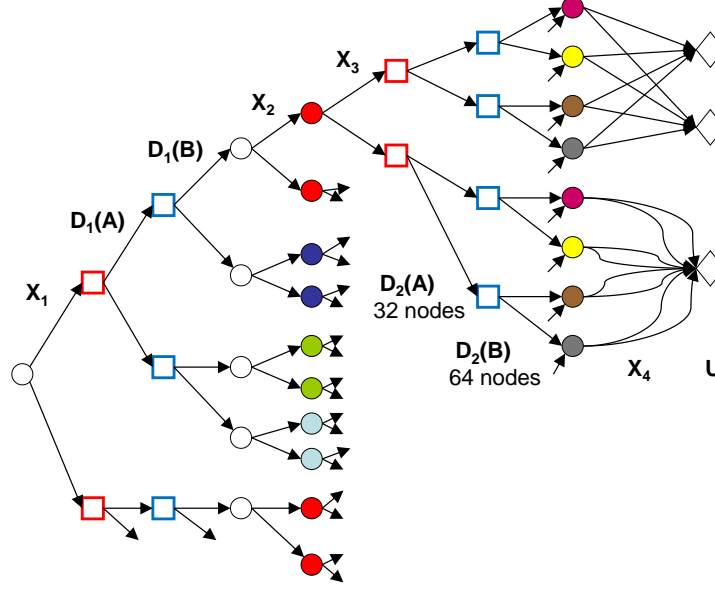 X₃
X₂
D₁(B)
D₁(A)
X₁
D₂(A)
32 nodes
D₂(B)
64 nodes
X₄
U